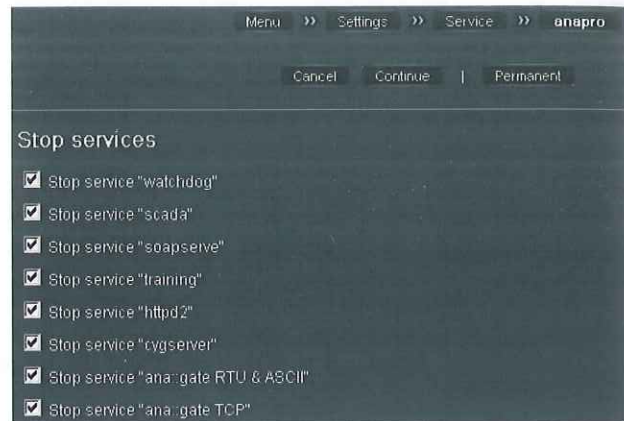 Menu >> Settings >> Service >> anapro
Cancel Continue | Permanent
Stop services
Stop service "watchdog"
Stop service "scada"
Stop service "soapserve"
Stop service "training"
Stop service "httpd2"
Stop service "cygserver"
Stop service "ana::gate RTU & ASCII"
Stop service "ana::gate TCP"